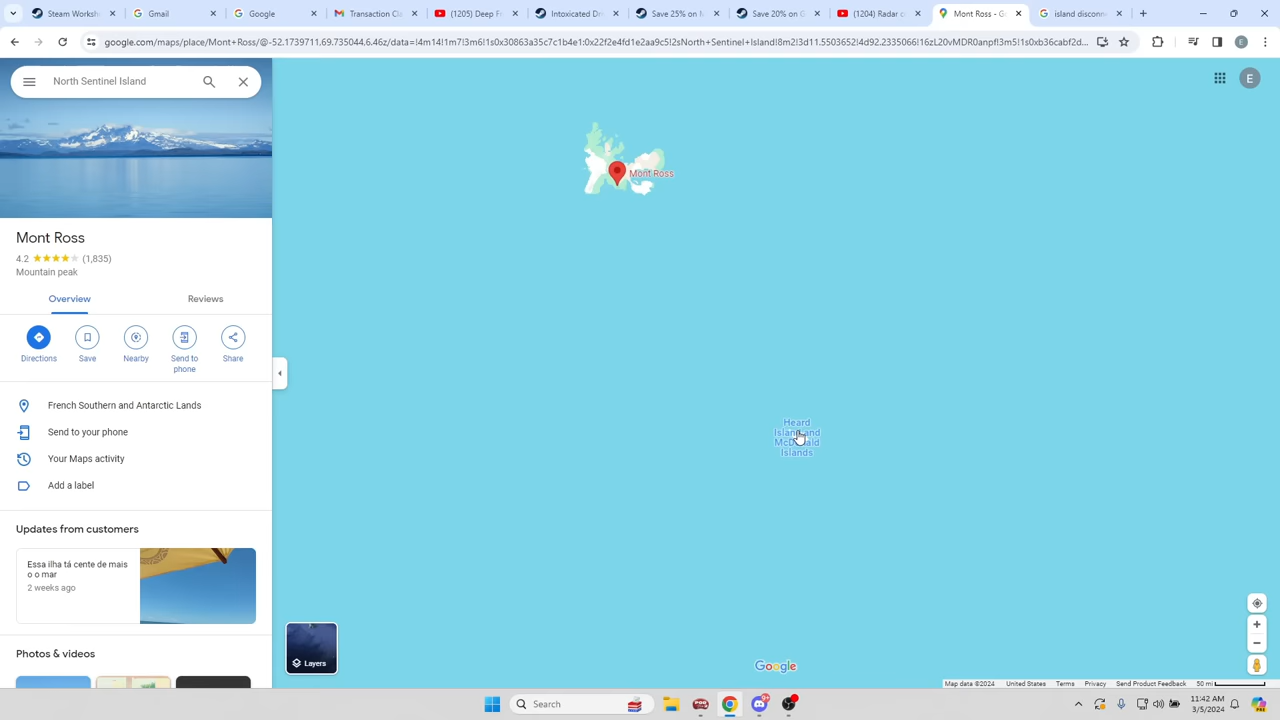 Steam Worksh
Gmail
Google
Transaction Cla
(1205) Deep F
Intoxicated Dr
Save 25% on
Save 20% on G
(1204) Radar c
Mont Ross - G
island disconn
google.com/maps/place/Mont+Ross/@-52.1739711,69.735044,6.46z/data=!4m14!1m7!3m6!1s0x30863a35c7c1b4e1:0x22f2e4fd1e2aa9c5!2sNorth+Sentinel+Island!8m2!3d11.5503652!4d92.2335066!16zL20vMDR0anpf!3m5!1s0xb36cabf2d...
E
North Sentinel Island
E
Mont Ross
Mont Ross
4.2 (1,835)
Mountain peak
Overview
Reviews
Directions
Save
Nearby
Send to
phone
Share
French Southern and Antarctic Lands
Send to your phone
Your Maps activity
Add a label
Updates from customers
Essa ilha tá cente de mais
o o mar
2 weeks ago
Photos & videos
Heard
Island and
McDonald
Islands
Layers
Google
Map data ©2024 United States Terms Privacy Send Product Feedback 50 mi
Search
11:42 AM
3/5/2024